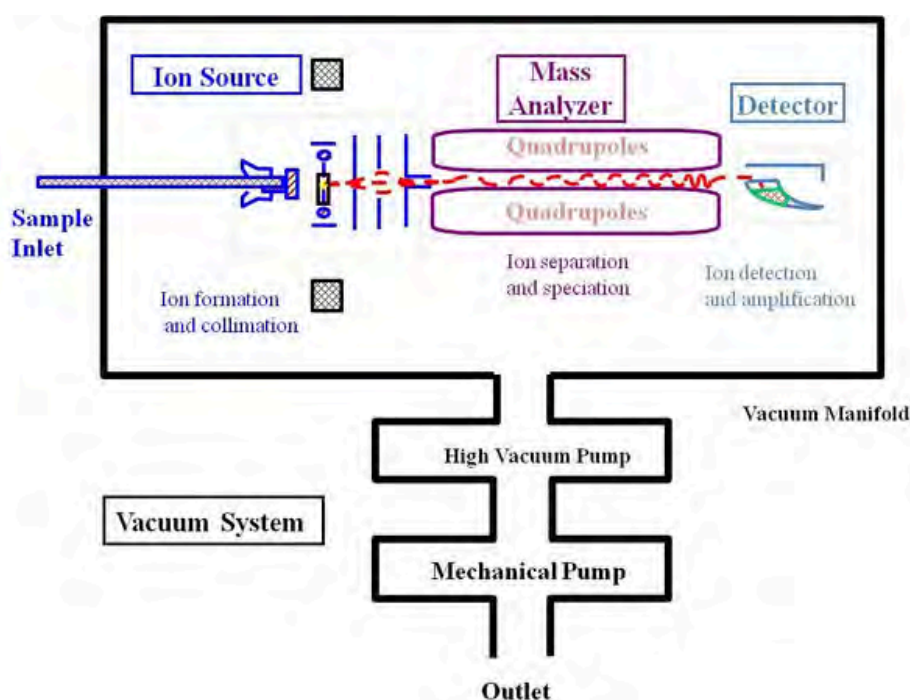 Ion Source
Mass
Analyzer
Detector
Quadrupoles
Quadrupoles
Sample
Inlet
Ion formation
and collimation
Ion separation
and speciation
Ion detection
and amplification
Vacuum Manifold
High Vacuum Pump
Vacuum System
Mechanical Pump
Outlet